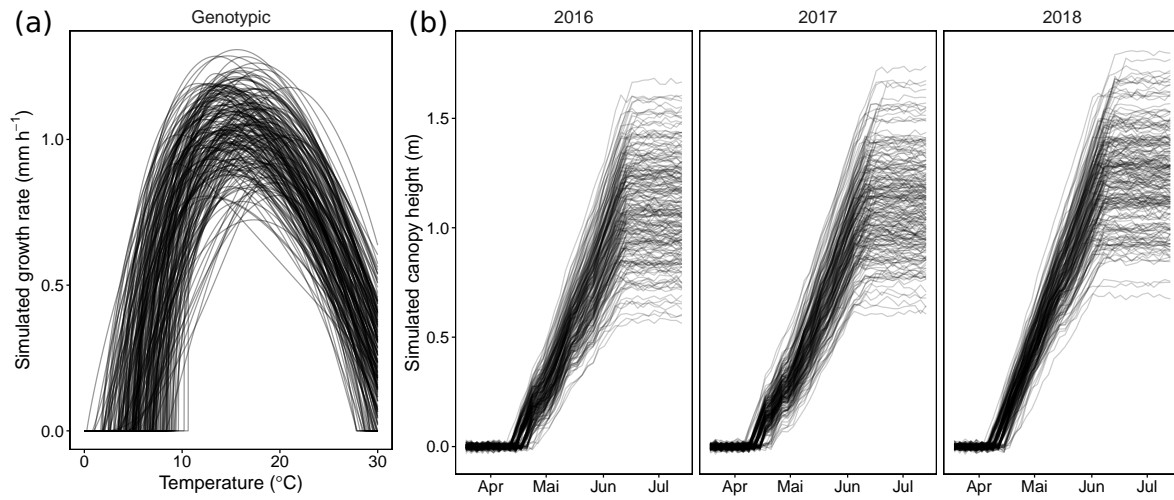 (a)
Genotypic
Simulated growth rate (mm h⁻¹)
1.0
0.5
0.0
0
10
20
30
Temperature (°C)
(b)
2016
2017
2018
Simulated canopy height (m)
1.5
1.0
0.5
0.0
Apr
Mai
Jun
Jul
Apr
Mai
Jun
Jul
Apr
Mai
Jun
Jul